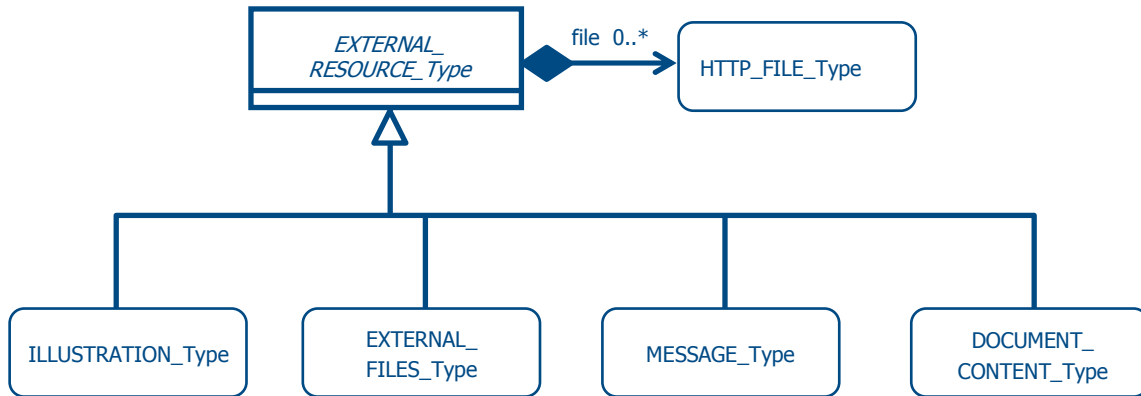 EXTERNAL_
RESOURCE_Type
file 0..*
HTTP_FILE_Type
ILLUSTRATION_Type
EXTERNAL_
FILES_Type
MESSAGE_Type
DOCUMENT_
CONTENT_Type